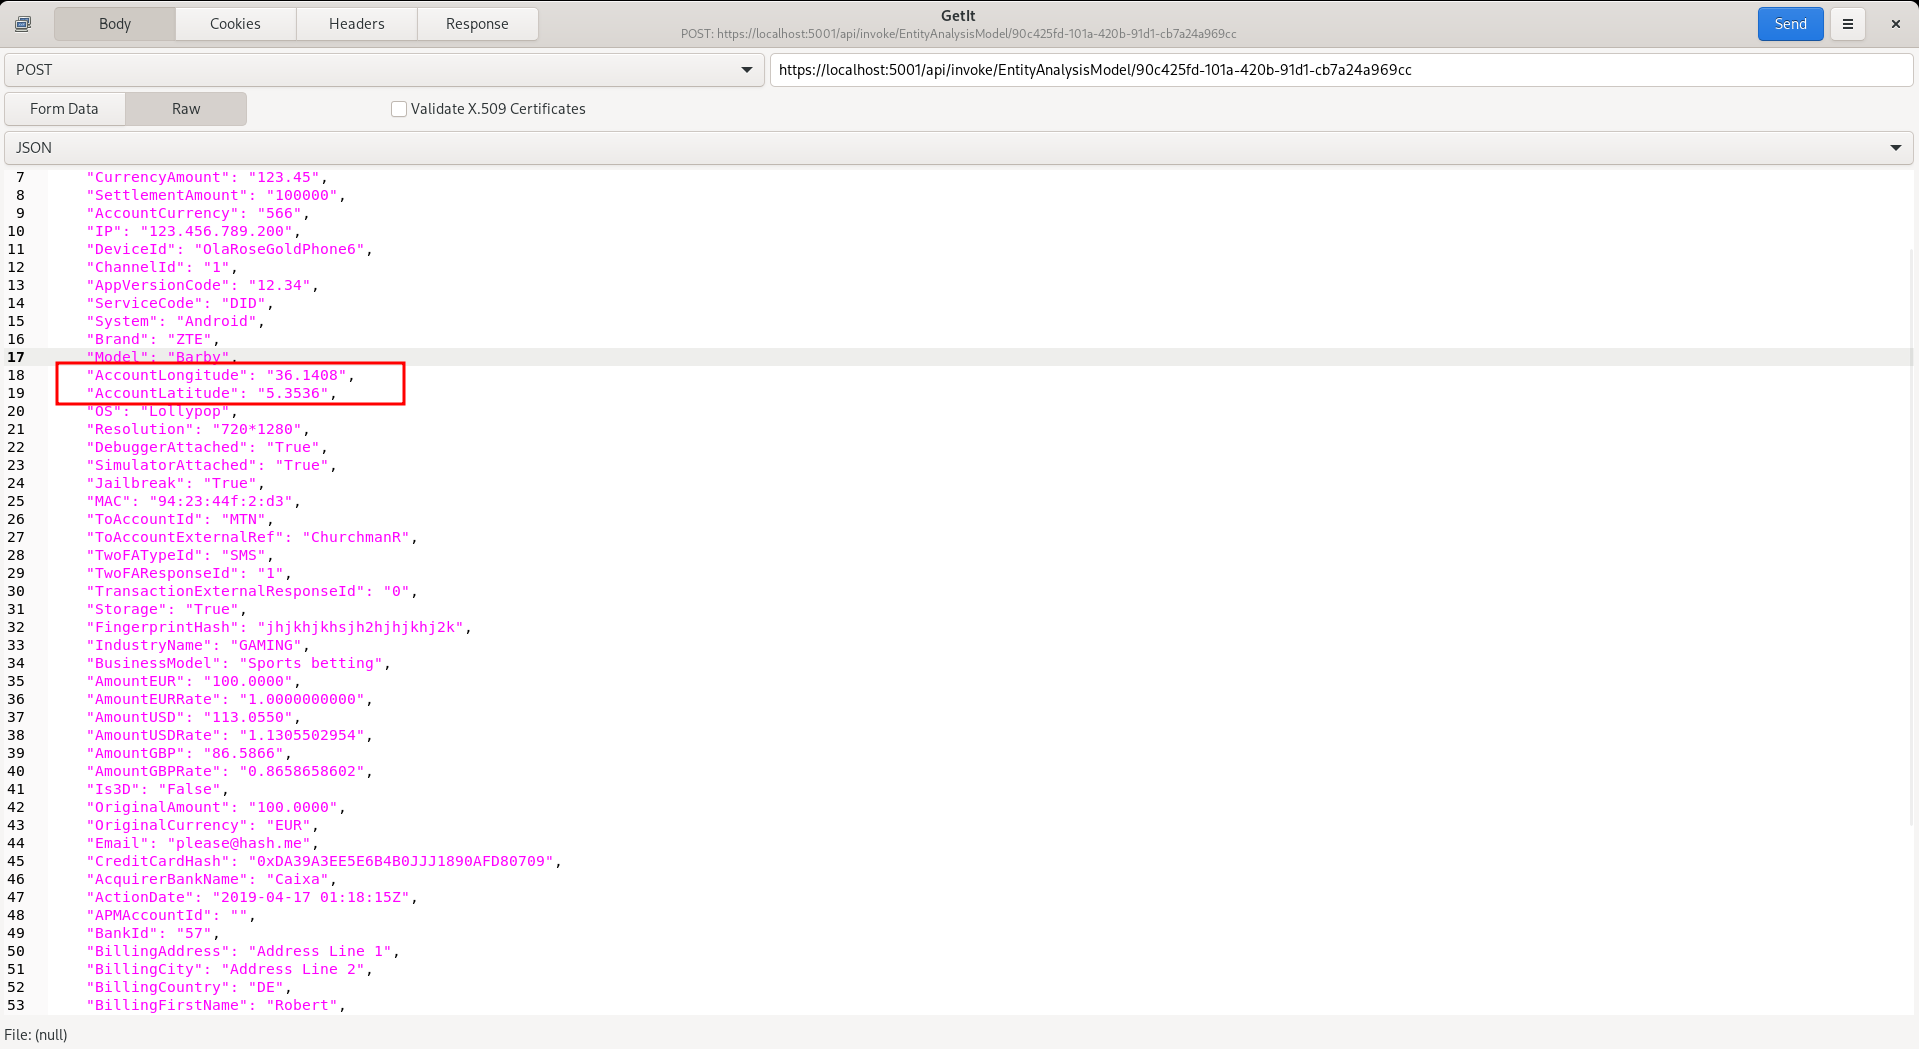 Body
Cookies
Headers
Response
GetIt
POST: https://localhost:5001/api/invoke/EntityAnalysisModel/90c425fd-101a-420b-91d1-cb7a24a969cc
Send
POST
https://localhost:5001/api/invoke/EntityAnalysisModel/90c425fd-101a-420b-91d1-cb7a24a969cc
Form Data
Raw
Validate X.509 Certificates
JSON
7 "CurrencyAmount": "123.45",
8 "SettlementAmount": "100000",
9 "AccountCurrency": "566",
10 "IP": "123.456.789.200",
11 "DeviceId": "OlaRoseGoldPhone6",
12 "ChannelId": "1",
13 "AppVersionCode": "12.34",
14 "ServiceCode": "DID",
15 "System": "Android",
16 "Brand": "ZTE",
17 "Model": "Barby",
18 "AccountLongitude": "36.1408",
19 "AccountLatitude": "5.3536",
20 "OS": "Lollypop",
21 "Resolution": "720*1280",
22 "DebuggerAttached": "True",
23 "SimulatorAttached": "True",
24 "Jailbreak": "True",
25 "MAC": "94:23:44f:2:d3",
26 "ToAccountId": "MTN",
27 "ToAccountExternalRef": "ChurchmanR",
28 "TwoFATypeId": "SMS",
29 "TwoFAResponseId": "1",
30 "TransactionExternalResponseId": "0",
31 "Storage": "True",
32 "FingerprintHash": "jhjkhjkhsjh2hjhjkhj2k",
33 "IndustryName": "GAMING",
34 "BusinessModel": "Sports betting",
35 "AmountEUR": "100.0000",
36 "AmountEURRate": "1.0000000000",
37 "AmountUSD": "113.0550",
38 "AmountUSDRate": "1.1305502954",
39 "AmountGBP": "86.5866",
40 "AmountGBPRate": "0.8658658602",
41 "Is3D": "False",
42 "OriginalAmount": "100.0000",
43 "OriginalCurrency": "EUR",
44 "Email": "please@hash.me",
45 "CreditCardHash": "0xDA39A3EE5E6B4B0JJJ1890AFD80709",
46 "AcquirerBankName": "Caixa",
47 "ActionDate": "2019-04-17 01:18:15Z",
48 "APMAccountId": "",
49 "BankId": "57",
50 "BillingAddress": "Address Line 1",
51 "BillingCity": "Address Line 2",
52 "BillingCountry": "DE",
53 "BillingFirstName": "Robert",
File: (null)